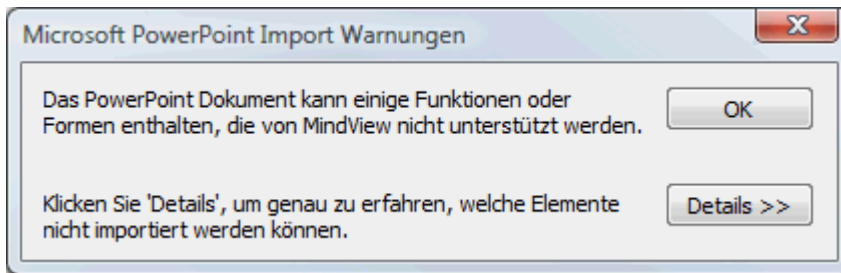 Microsoft PowerPoint Import Warnungen
Das PowerPoint Dokument kann einige Funktionen oder
Formen enthalten, die von MindView nicht unterstützt werden.
OK
Klicken Sie 'Details', um genau zu erfahren, welche Elemente
nicht importiert werden können.
Details >>